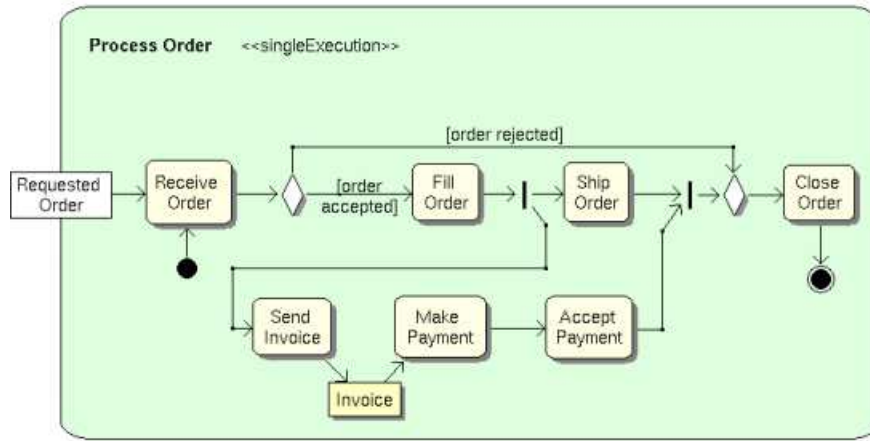 Process Order <<singleExecution>>
[order rejected]
Requested
Order
Receive
Order
[order
accepted]
Fill
Order
Ship
Order
Close
Order
Send
Invoice
Make
Payment
Accept
Payment
Invoice